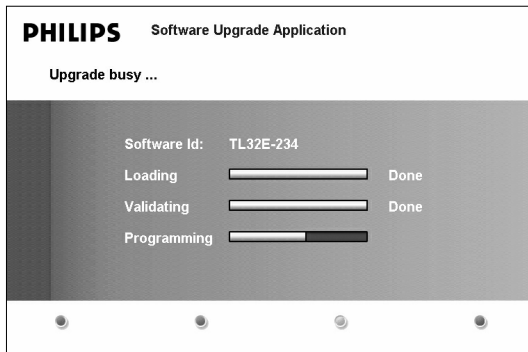 PHILIPS Software Upgrade Application
Upgrade busy ...
Software Id: TL32E-234
Loading Done
Validating Done
Programming